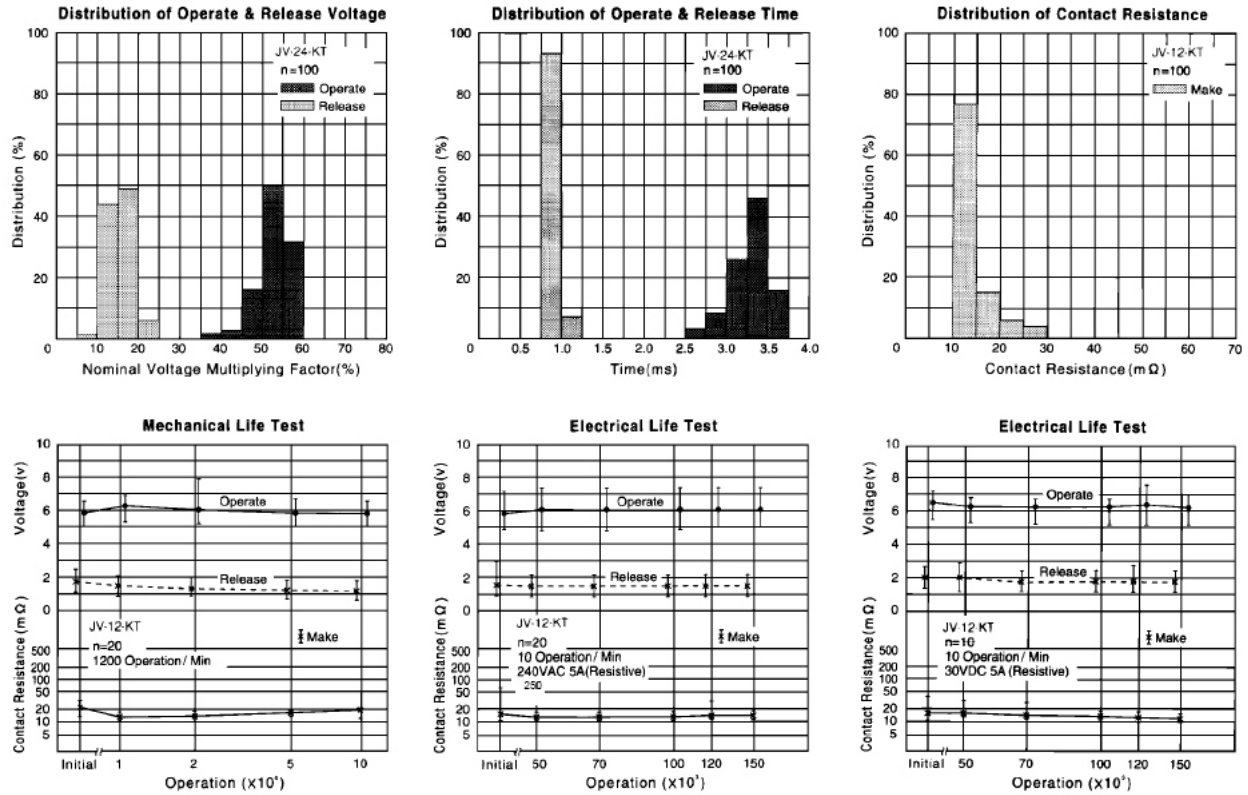 Distribution of Operate & Release Voltage
100
80
60
40
20
0
Distribution (%)
JV-24-KT
n=100
Operate
Release
10 20 30 40 50 60 70 80
Nominal Voltage Multiplying Factor(%)
Distribution of Operate & Release Time
100
80
60
40
20
0
Distribution (%)
JV-24-KT
n=100
Operate
Release
0.5 1.0 1.5 2.0 2.5 3.0 3.5 4.0
Time(ms)
Distribution of Contact Resistance
100
80
60
40
20
0
Distribution (%)
JV-12-KT
n=100
Make
10 20 30 40 50 60 70
Contact Resistance(mΩ)
Mechanical Life Test
10
8
6
4
2
0
Voltage(v)
Operate
Release
Contact Resistance(mΩ)
JV-12-KT
n=20
1200 Operation/Min
Make
500
200
100
50
20
10
5
Initial 1 2 5 10
Operation (X10⁶)
Electrical Life Test
10
8
6
4
2
0
Voltage(v)
Operate
Release
Contact Resistance(mΩ)
JV-12-KT
n=20
10 Operation/Min
240VAC 5A(Resistive)
250
Make
500
200
100
50
20
10
5
Initial 50 70 100 120 150
Operation (X10³)
Electrical Life Test
10
8
6
4
2
0
Voltage(v)
Operate
Release
Contact Resistance(mΩ)
JV-12-KT
n=10
10 Operation/Min
30VDC 5A(Resistive)
Make
500
200
100
50
20
10
5
Initial 50 70 100 120 150
Operation (X10³)